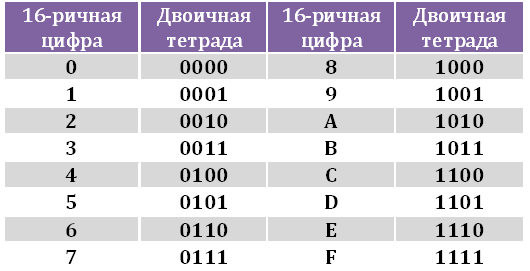 16-ричная цифра Двоичная тетрада 16-ричная цифра Двоичная тетрада
0 0000 8 1000
1 0001 9 1001
2 0010 A 1010
3 0011 B 1011
4 0100 C 1100
5 0101 D 1101
6 0110 E 1110
7 0111 F 1111